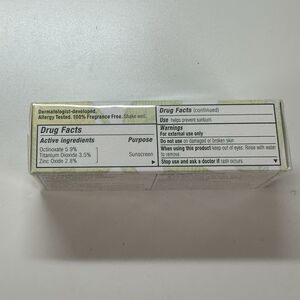 Dermatologist-developed.
Allergy Tested. 100% Fragrance Free. Shake well.
Drug Facts
Active ingredients Purpose
Octinoxate 5.9%
Titanium Dioxide 3.5% Sunscreen
Zinc Oxide 2.8%
Drug Facts (continued)
Use helps prevent sunburn
Warnings
For external use only
Do not use on damaged or broken skin
When using this product keep out of eyes. Rinse with water
to remove.
Stop use and ask a doctor if rash occurs